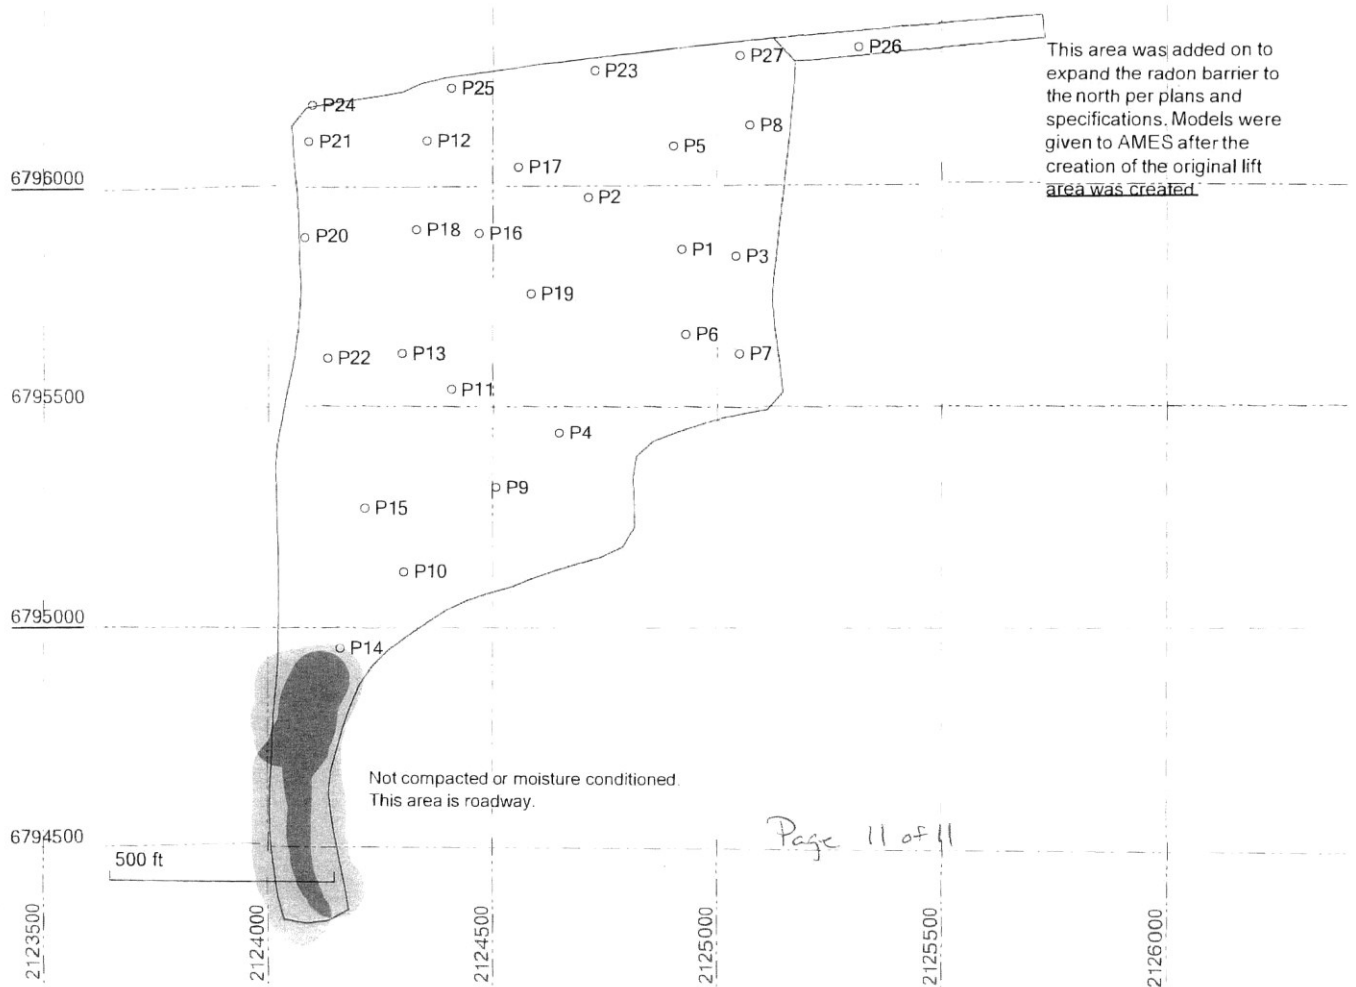 P26
P27
P23
This area was added on to
expand the radon barrier to
the north per plans and
specifications. Models were
given to AMES after the
creation of the original lift
area was created
P25
P24
P8
P21
P12
P5
P17
6796000
P2
P20
P18
P16
P1
P3
P19
P6
P22
P13
P7
P11
6795500
P4
P9
P15
P10
6795000
P14
Not compacted or moisture conditioned.
This area is roadway.
6794500
Page 11 of 11
500 ft
2123500
2124000
2124500
2125000
2125500
2126000